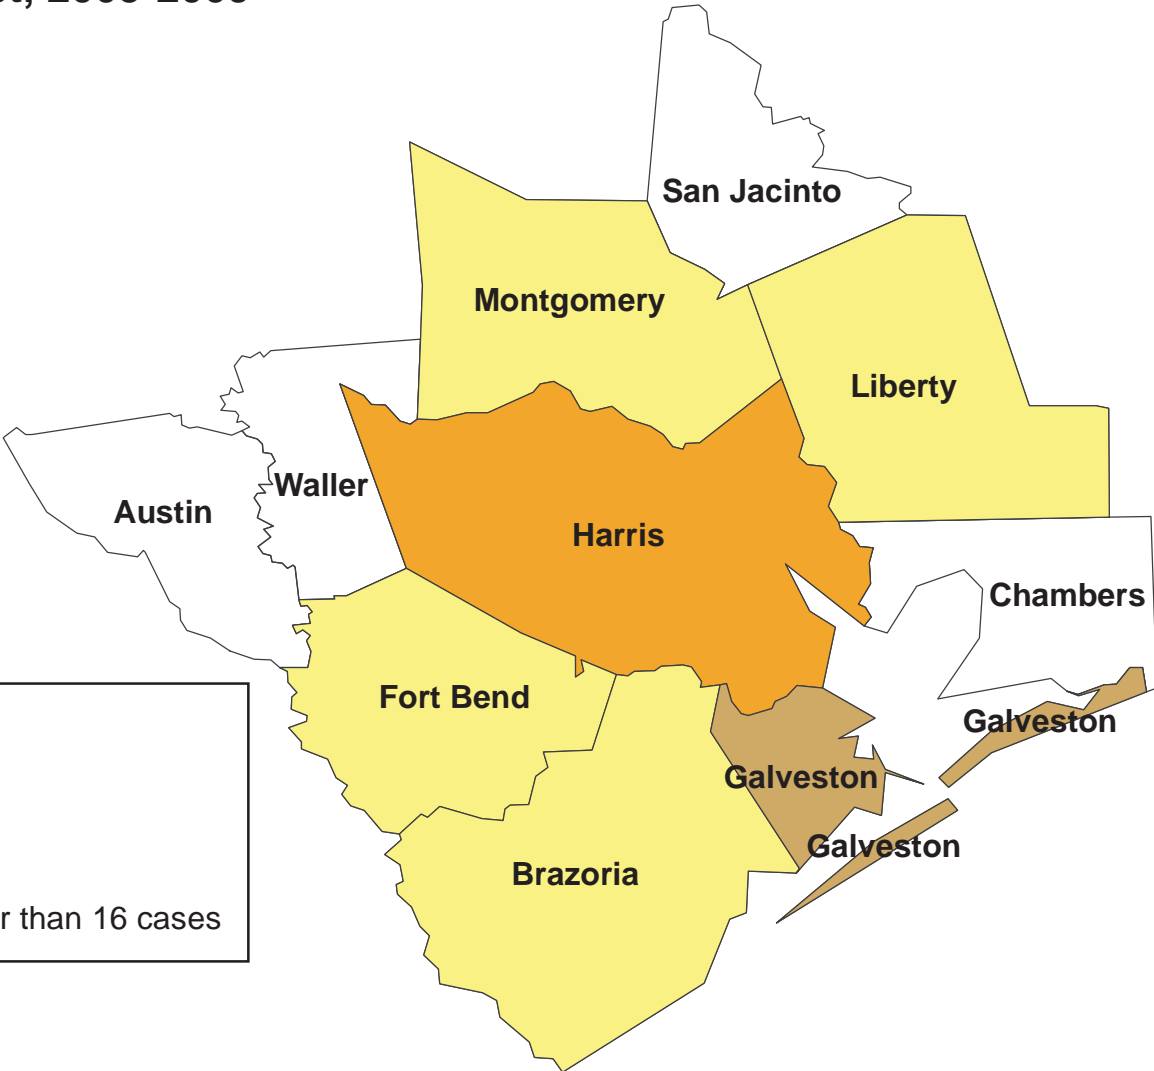 San Jacinto
Montgomery
Liberty
Waller
Austin
Harris
Chambers
Fort Bend
Galveston
Galveston
Galveston
Brazoria
than 16 cases